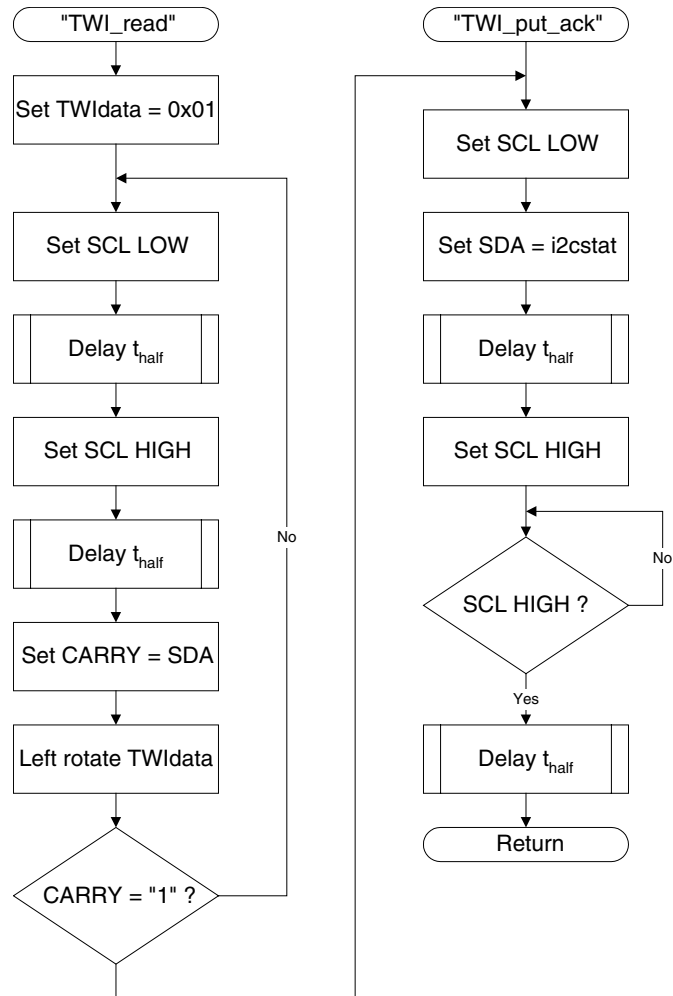 "TWI_read"
Set TWIdata = 0x01
Set SCL LOW
Delay t_half
Set SCL HIGH
Delay t_half
No
Set CARRY = SDA
Left rotate TWIdata
CARRY = "1" ?
"TWI_put_ack"
Set SCL LOW
Set SDA = i2cstat
Delay t_half
Set SCL HIGH
No
SCL HIGH ?
Yes
Delay t_half
Return